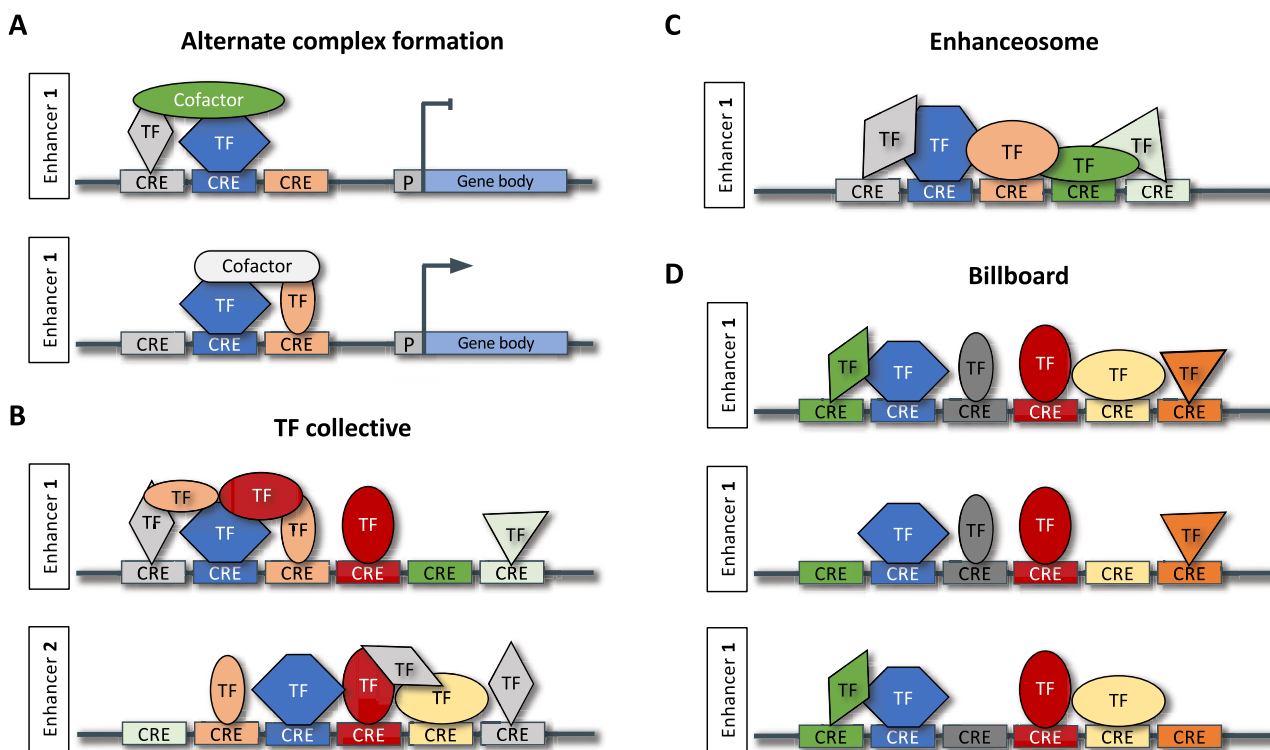 A
Alternate complex formation
Enhancer 1
Cofactor
TF
TF
CRE
CRE
CRE
P
Gene body
Enhancer 1
Cofactor
TF
TF
CRE
CRE
CRE
P
Gene body
B
TF collective
Enhancer 1
TF
TF
TF
TF
TF
TF
TF
CRE
CRE
CRE
CRE
CRE
CRE
Enhancer 2
TF
TF
TF
TF
TF
TF
CRE
CRE
CRE
CRE
CRE
CRE
C
Enhanceosome
Enhancer 1
TF
TF
TF
TF
TF
CRE
CRE
CRE
CRE
CRE
D
Billboard
Enhancer 1
TF
TF
TF
TF
TF
TF
CRE
CRE
CRE
CRE
CRE
CRE
Enhancer 1
TF
TF
TF
TF
CRE
CRE
CRE
CRE
CRE
CRE
Enhancer 1
TF
TF
TF
TF
CRE
CRE
CRE
CRE
CRE
CRE